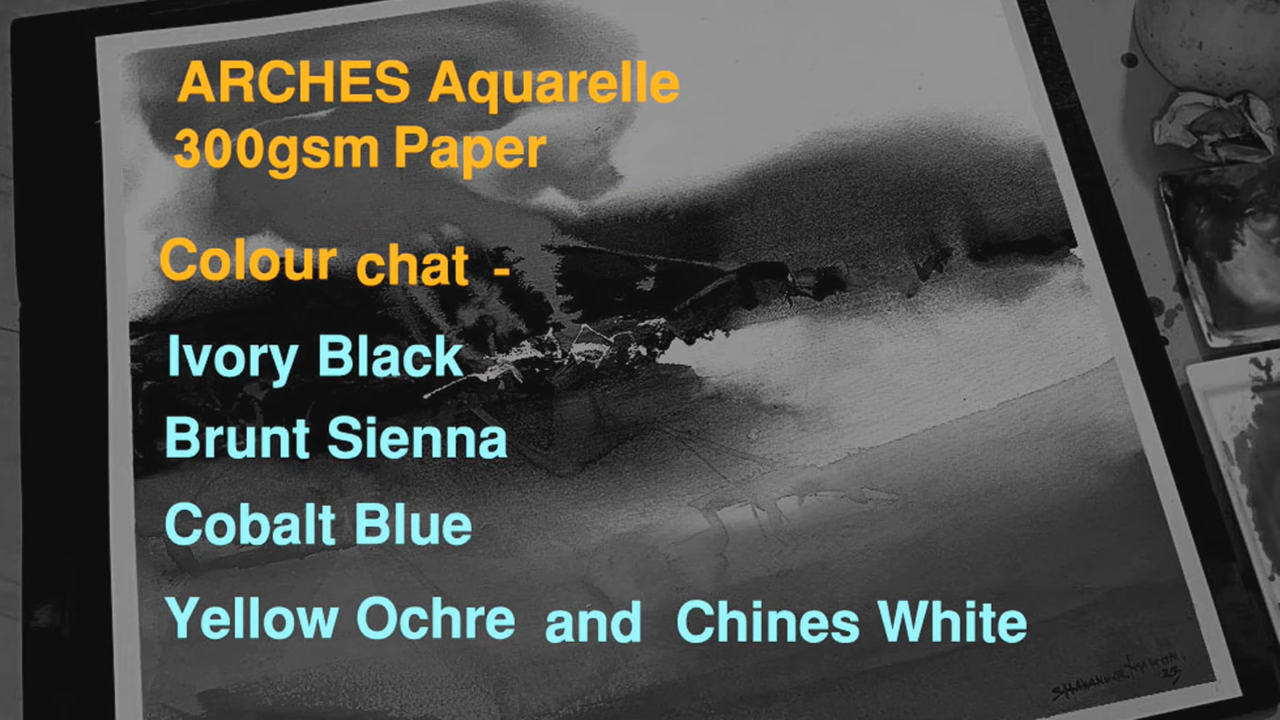 ARCHES Aquarelle
300gsm Paper
Colour chat -
Ivory Black
Brunt Sienna
Cobalt Blue
Yellow Ochre and Chines White